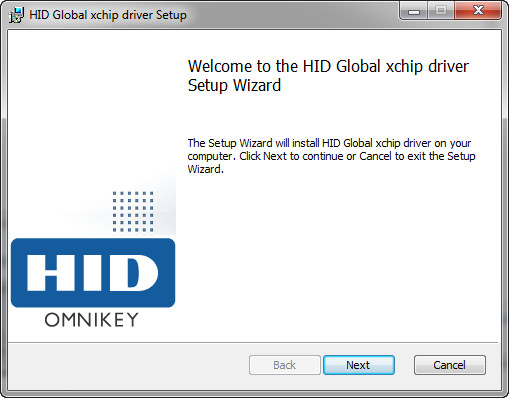 HID Global xchip driver Setup
Welcome to the HID Global xchip driver
Setup Wizard
The Setup Wizard will install HID Global xchip driver on your
computer. Click Next to continue or Cancel to exit the Setup
Wizard.
HID
OMNIKEY
Back Next Cancel